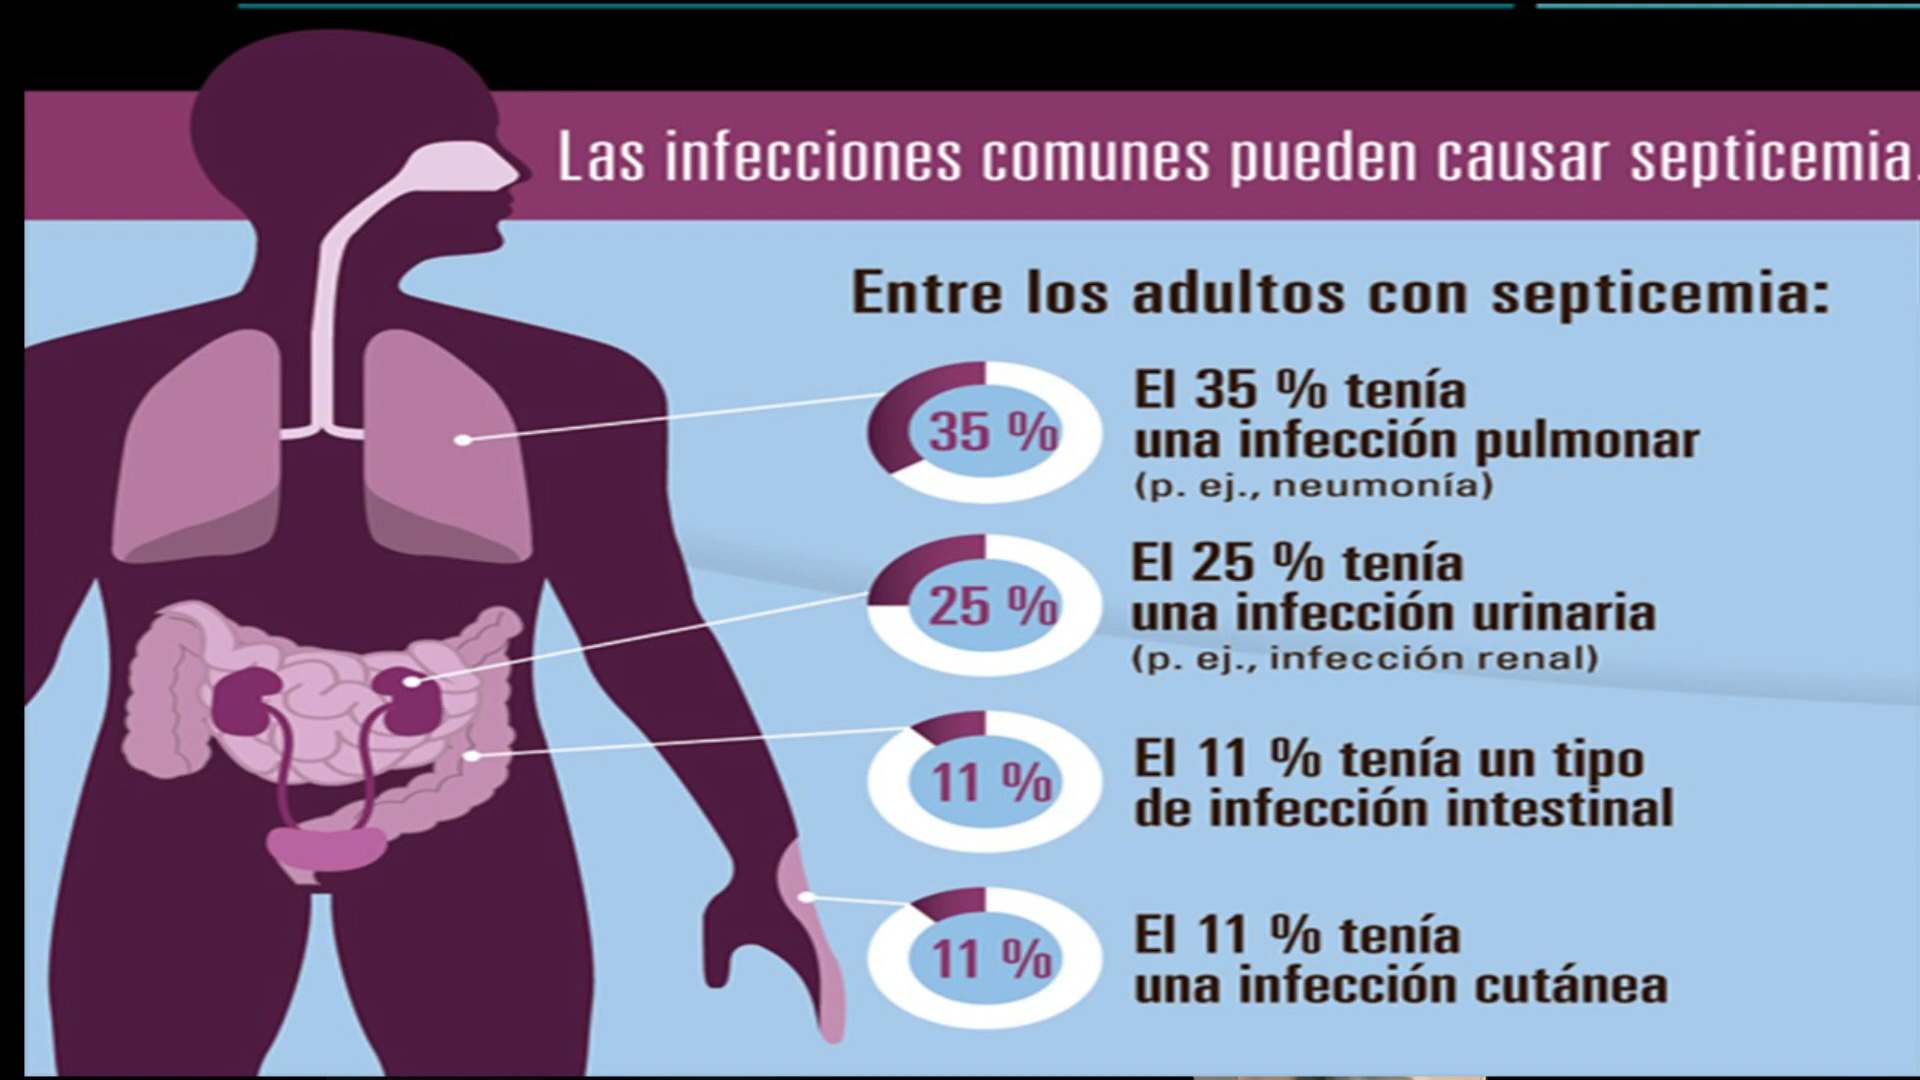 Las infecciones comunes pueden causar septicemia.
Entre los adultos con septicemia:
35 %
El 35 % tenía
una infección pulmonar
(p. ej., neumonía)
25 %
El 25 % tenía
una infección urinaria
(p. ej., infección renal)
11 %
El 11 % tenía un tipo
de infección intestinal
11 %
El 11 % tenía
una infección cutánea